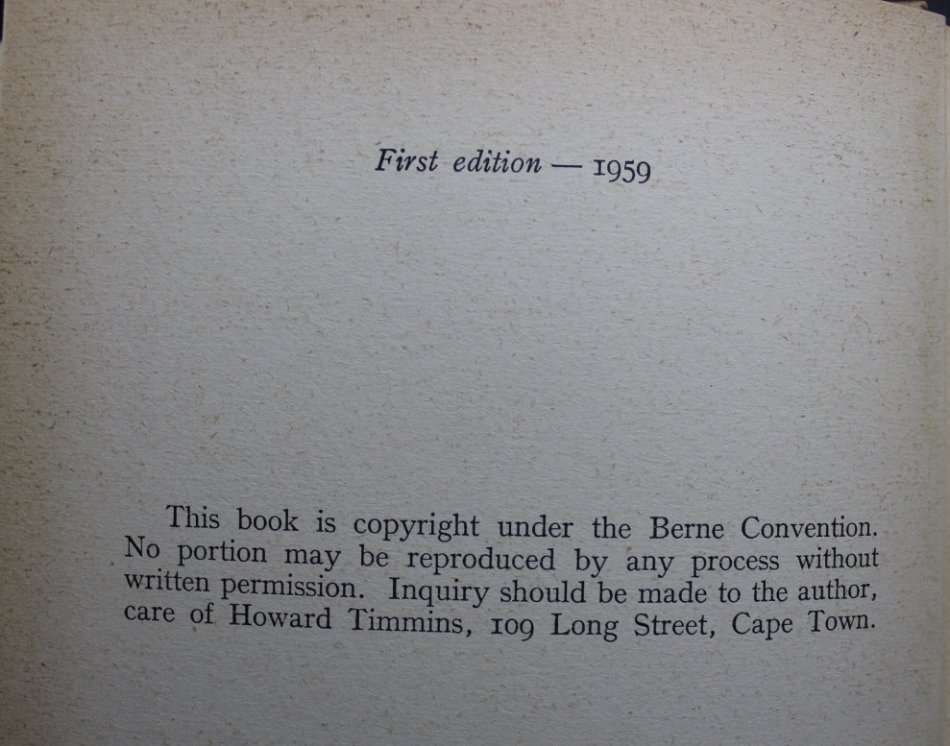 First edition — 1959
This book is copyright under the Berne Convention.
No portion may be reproduced by any process without
written permission. Inquiry should be made to the author,
care of Howard Timmins, 109 Long Street, Cape Town.